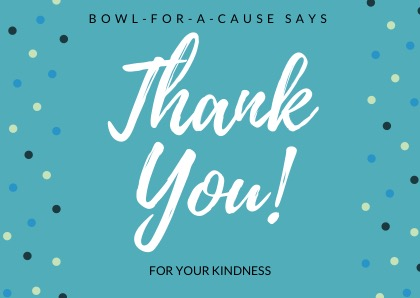 BOWL-FOR-A-CAUSE SAYS
Thank
You!
FOR YOUR KINDNESS